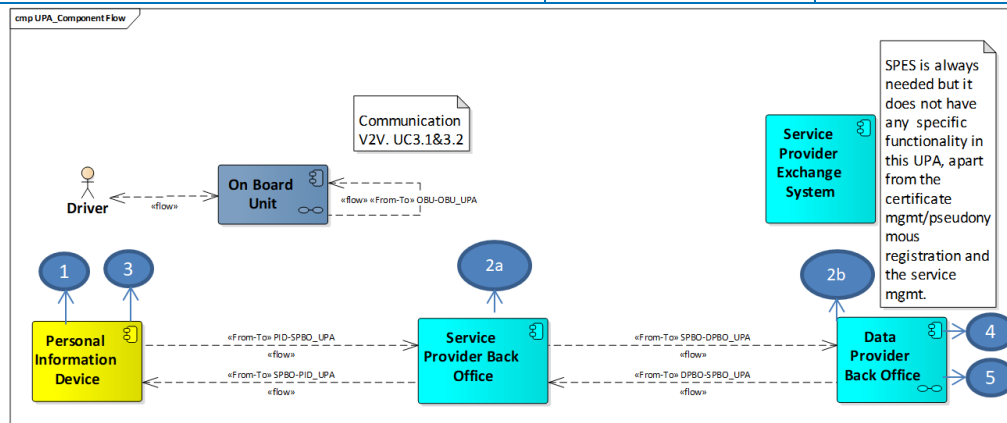 cmp UPA_Component Flow
SPES is always
needed but it
does not have
any specific
functionality in
this UPA, apart
from the
certificate
mgmt/pseudony
mous
registration and
the service
mgmt.
Communication
V2V. UC3.1&3.2
Service
Provider
Exchange
System
Driver
«flow»
On Board
Unit
«flow» «From-To» OBU-OBU_UPA
1
3
2a
2b
4
5
Personal
Information
Device
«From-To» PID-SPBO_UPA
«flow»
«From-To» SPBO-PID_UPA
«flow»
Service
Provider Back
Office
«From-To» SPBO-DPBO_UPA
«flow»
«From-To» DPBO-SPBO_UPA
«flow»
Data
Provider
Back Office